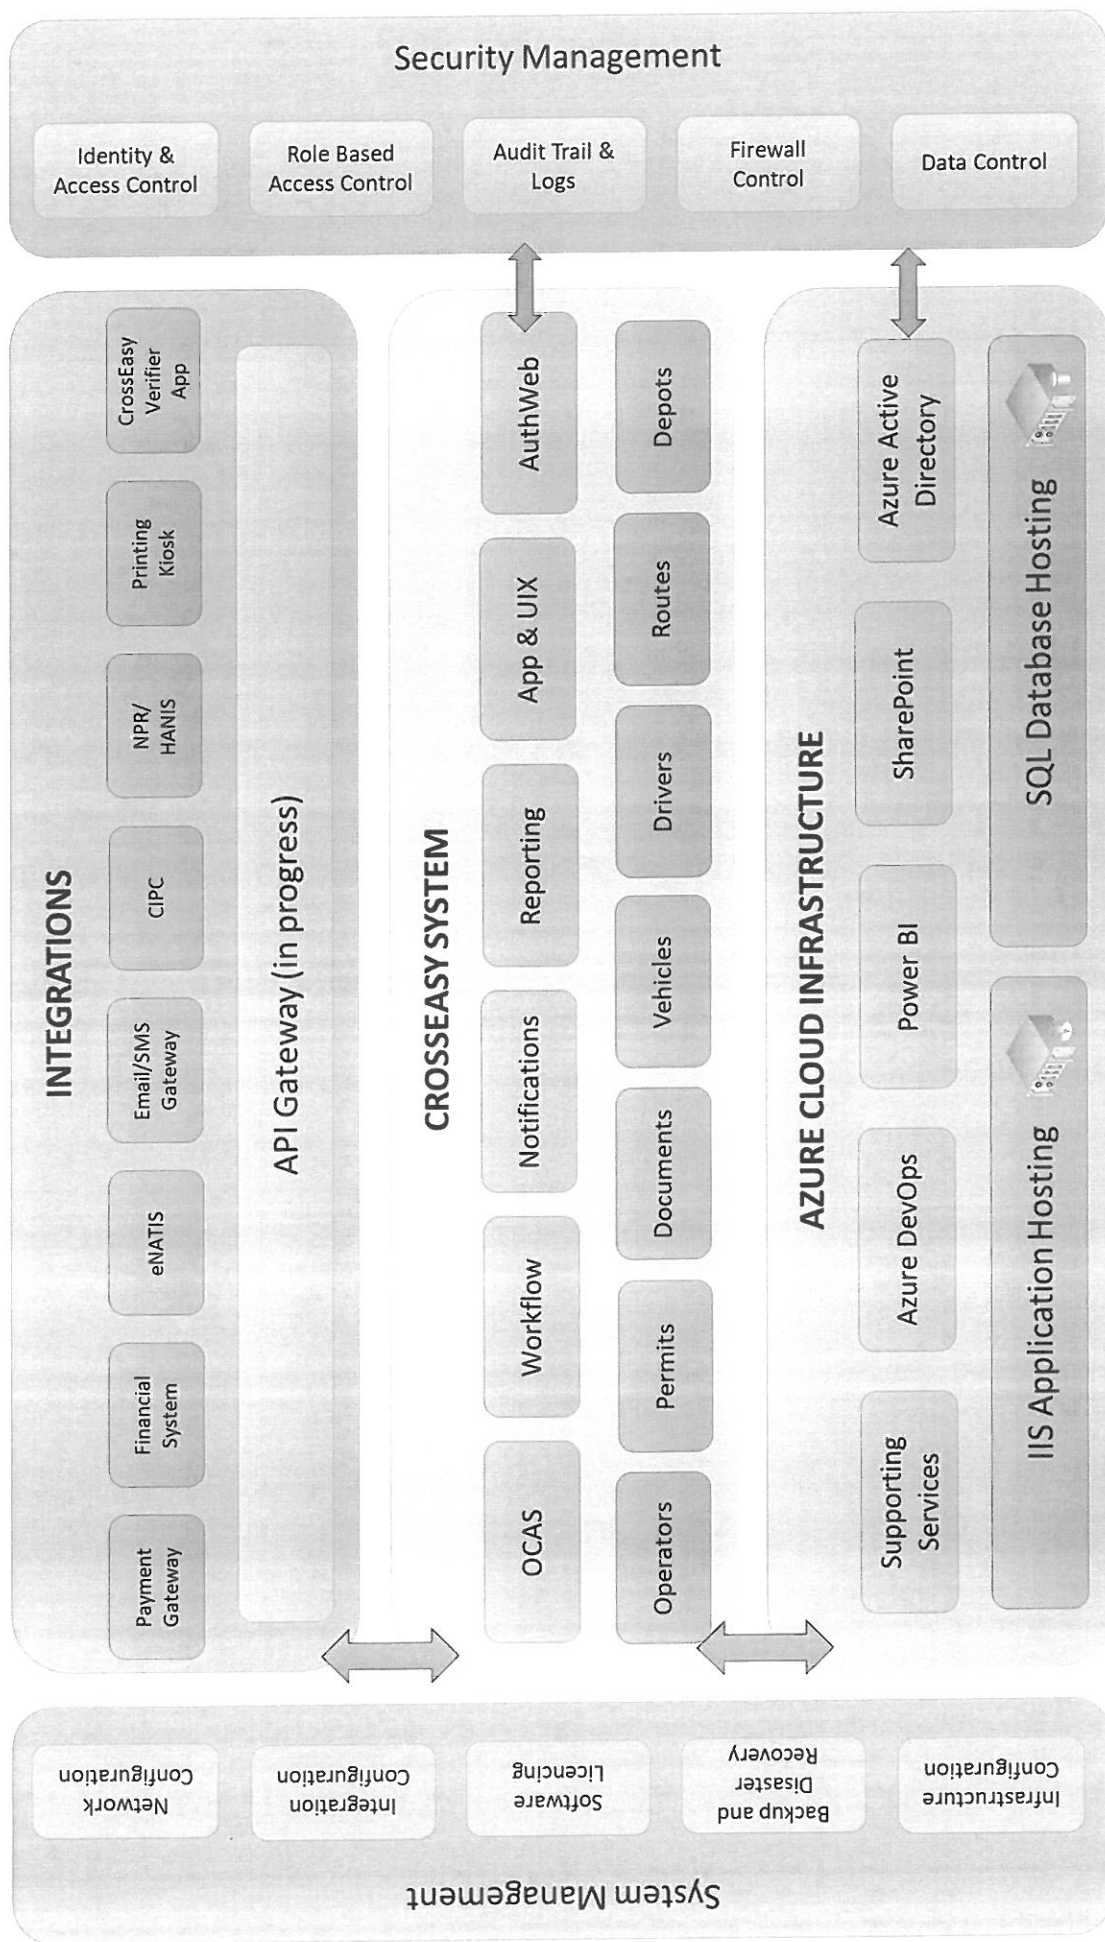 Security Management
Identity &
Access Control
Role Based
Access Control
Audit Trail &
Logs
Firewall
Control
Data Control
INTEGRATIONS
Payment
Gateway
Financial
System
eNATIS
Email/SMS
Gateway
CIPC
NPR/
HANIS
Printing
Kiosk
CrossEasy
Verifier
App
API Gateway (in progress)
CROSSEASY SYSTEM
OCAS
Workflow
Notifications
Reporting
App & UIX
AuthWeb
Operators
Permits
Documents
Vehicles
Drivers
Routes
Depots
AZURE CLOUD INFRASTRUCTURE
Supporting
Services
Azure DevOps
Power BI
SharePoint
Azure Active
Directory
IIS Application Hosting
SQL Database Hosting
System Management
Infrastructure
Configuration
Backup and
Disaster
Recovery
Software
Licencing
Integration
Configuration
Network
Configuration